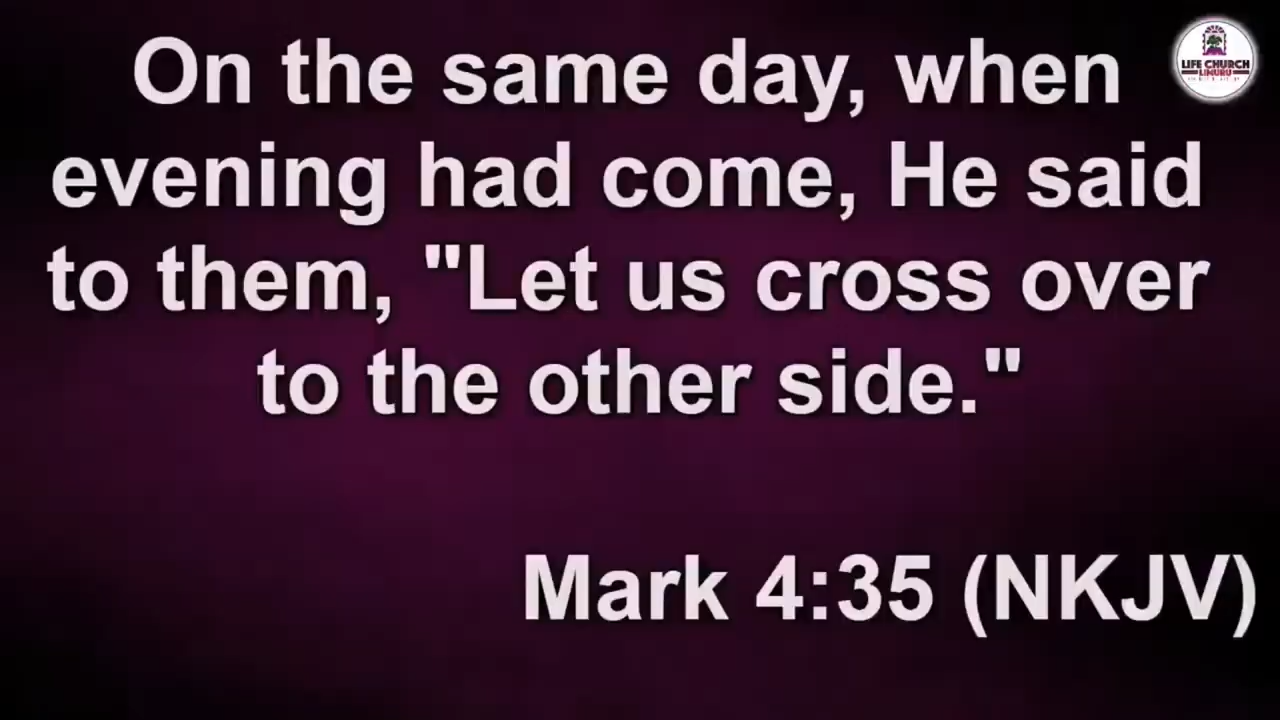 On the same day, when
evening had come, He said
to them, "Let us cross over
to the other side."
Mark 4:35 (NKJV)
LIFE CHURCH
LIMURU